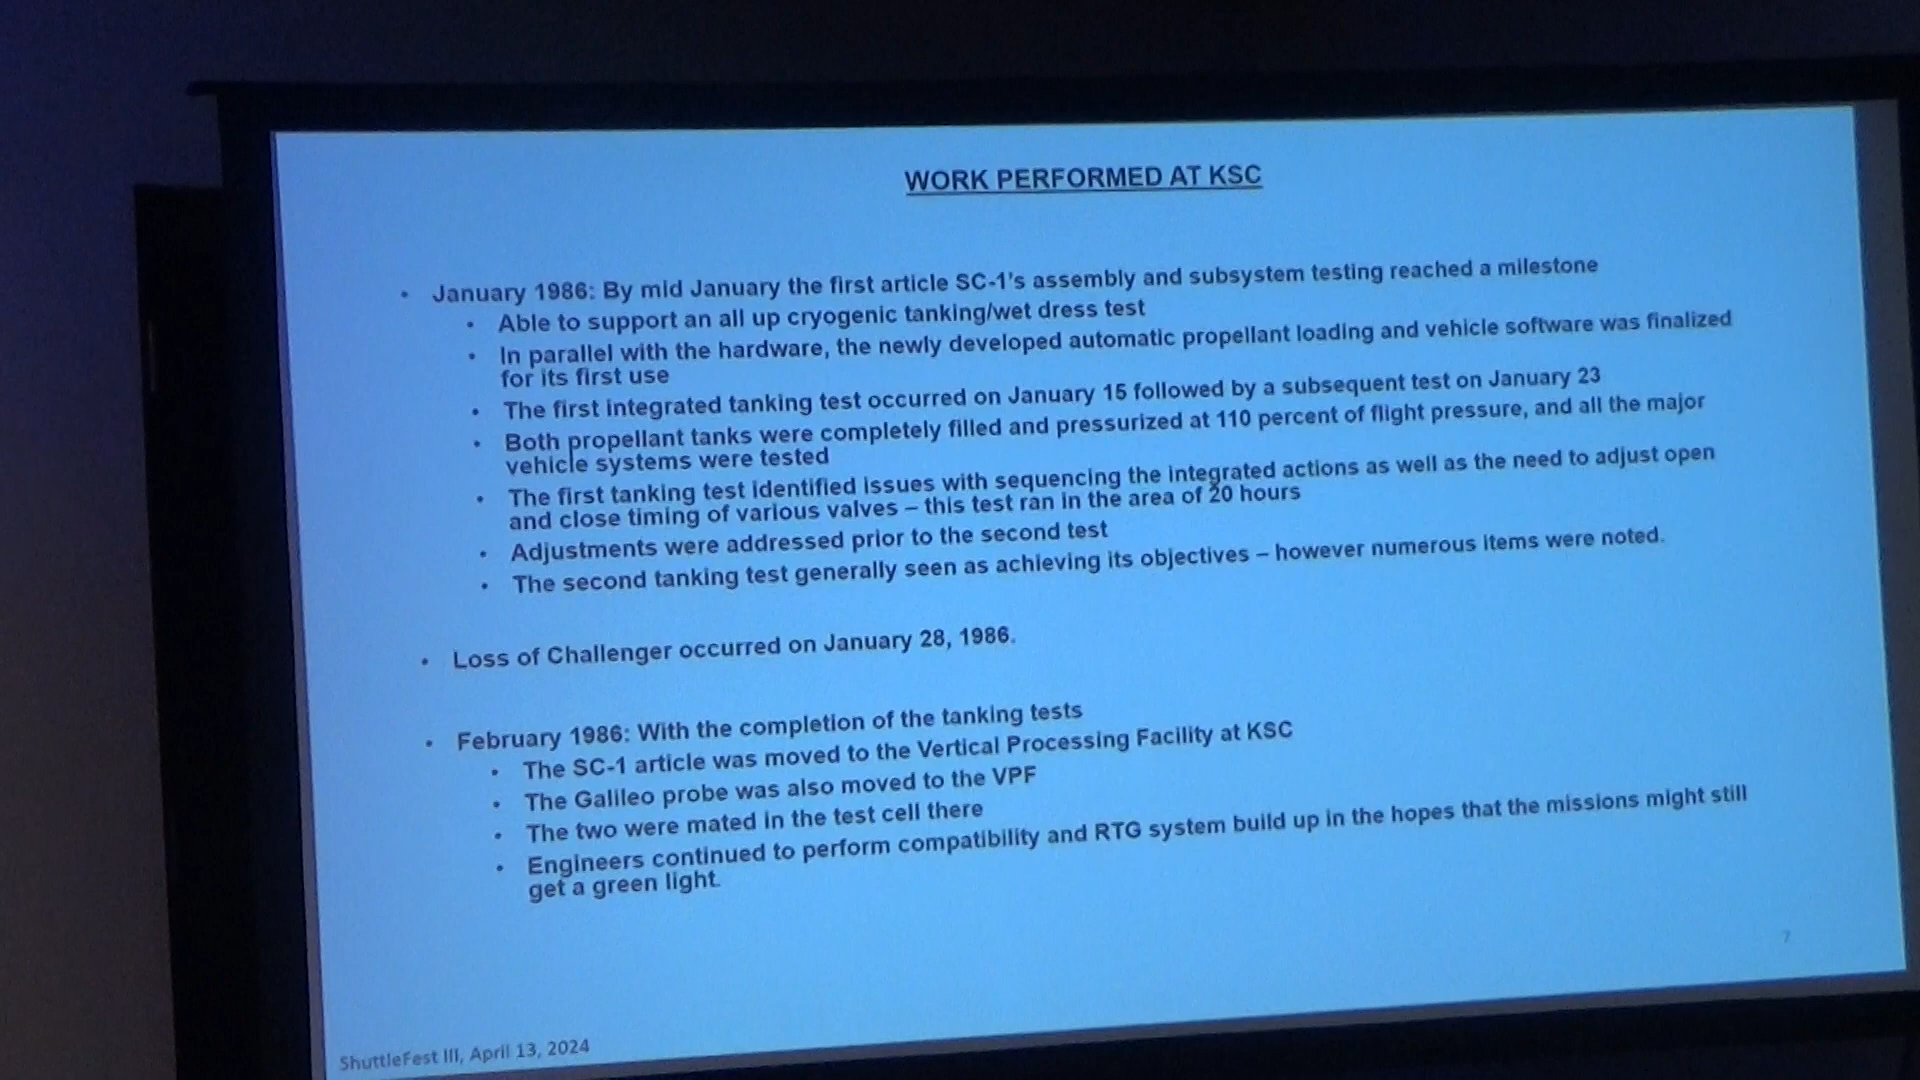 WORK PERFORMED AT KSC
• January 1986: By mid January the first article SC-1's assembly and subsystem testing reached a milestone
• Able to support an all up cryogenic tanking/wet dress test
• In parallel with the hardware, the newly developed automatic propellant loading and vehicle software was finalized
for its first use
• The first integrated tanking test occurred on January 15 followed by a subsequent test on January 23
• Both propellant tanks were completely filled and pressurized at 110 percent of flight pressure, and all the major
vehicle systems were tested
• The first tanking test identified issues with sequencing the integrated actions as well as the need to adjust open
and close timing of various valves – this test ran in the area of 20 hours
• Adjustments were addressed prior to the second test
• The second tanking test generally seen as achieving its objectives – however numerous items were noted.
• Loss of Challenger occurred on January 28, 1986.
• February 1986: With the completion of the tanking tests
• The SC-1 article was moved to the Vertical Processing Facility at KSC
• The Galileo probe was also moved to the VPF
• The two were mated in the test cell there
• Engineers continued to perform compatibility and RTG system build up in the hopes that the missions might still
get a green light.
7
ShuttleFest III, April 13, 2024